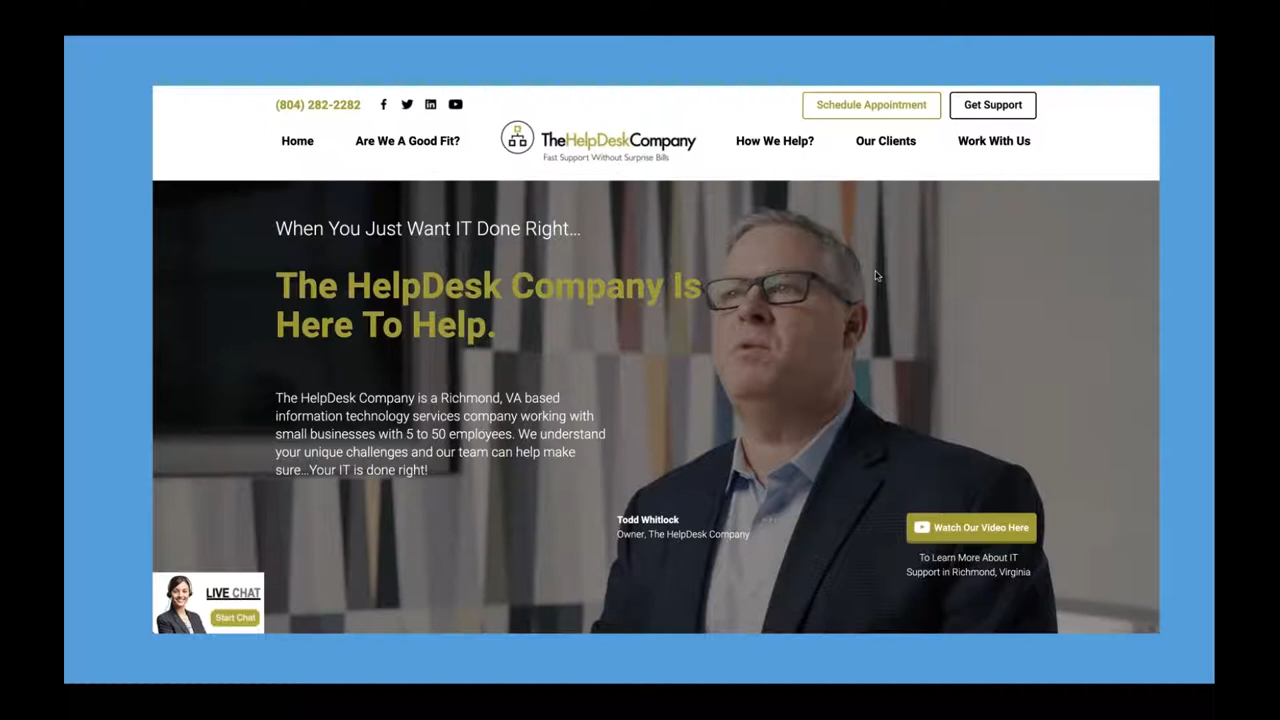 (804) 282-2282
Schedule Appointment
Get Support
Home
Are We A Good Fit?
TheHelpDeskCompany
Fast Support Without Surprise Bills
How We Help?
Our Clients
Work With Us
When You Just Want IT Done Right...
The HelpDesk Company Is
Here To Help.
The HelpDesk Company is a Richmond, VA based
information technology services company working with
small businesses with 5 to 50 employees. We understand
your unique challenges and our team can help make
sure...Your IT is done right!
Todd Whitlock
Owner, The HelpDesk Company
Watch Our Video Here
To Learn More About IT
Support in Richmond, Virginia
LIVE CHAT
Start Chat